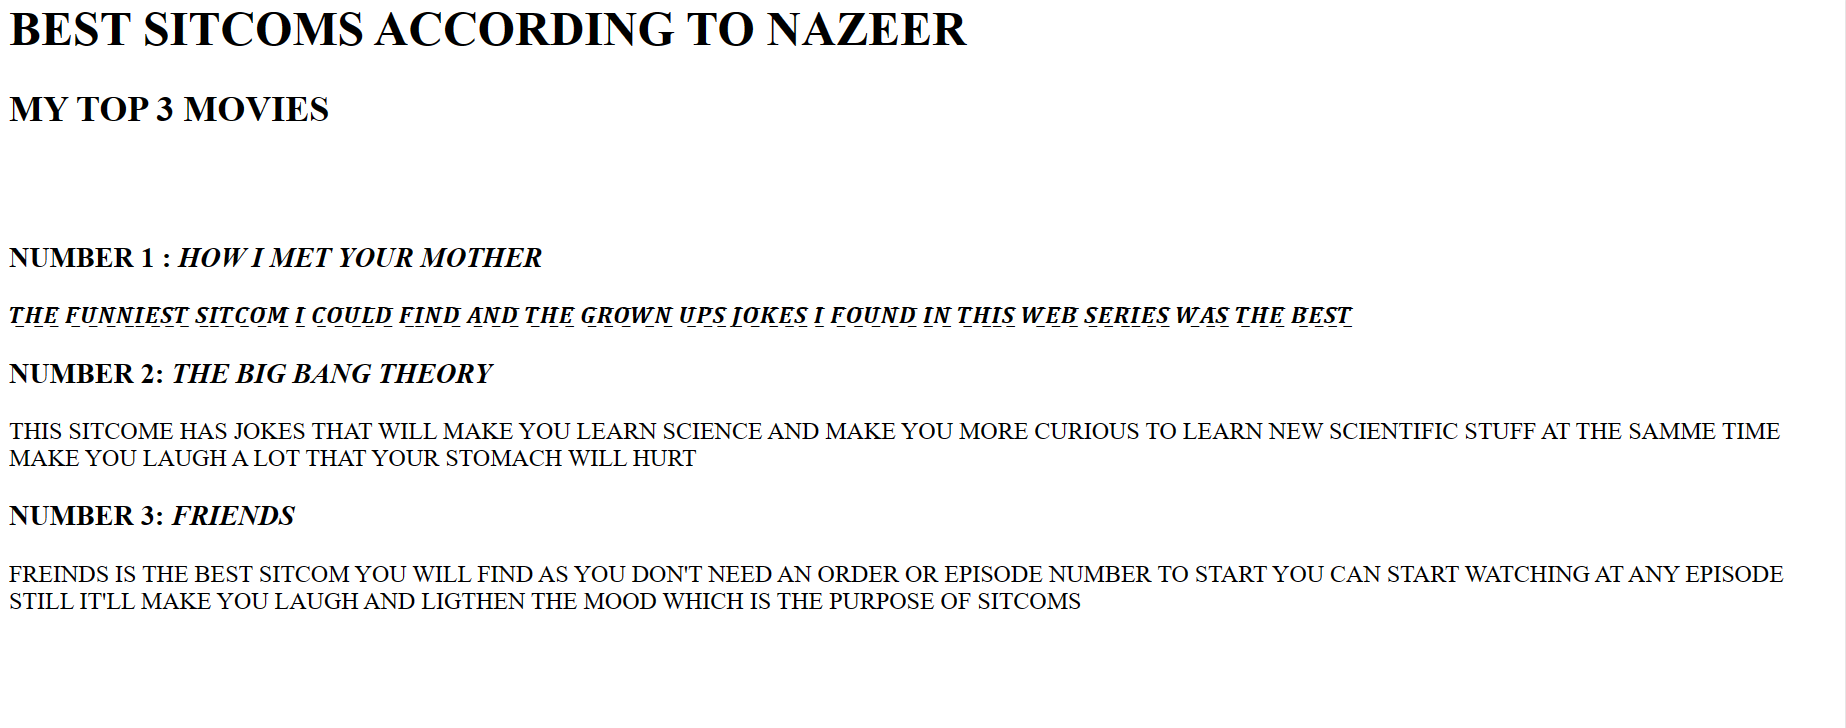 BEST SITCOMS ACCORDING TO NAZEER
MY TOP 3 MOVIES
NUMBER 1 : HOW I MET YOUR MOTHER
THE FUNNIEST SITCOM I COULD FIND AND THE GROWN UPS JOKES I FOUND IN THIS WEB SERIES WAS THE BEST
NUMBER 2: THE BIG BANG THEORY
THIS SITCOME HAS JOKES THAT WILL MAKE YOU LEARN SCIENCE AND MAKE YOU MORE CURIOUS TO LEARN NEW SCIENTIFIC STUFF AT THE SAMME TIME
MAKE YOU LAUGH A LOT THAT YOUR STOMACH WILL HURT
NUMBER 3: FRIENDS
FREINDS IS THE BEST SITCOM YOU WILL FIND AS YOU DON'T NEED AN ORDER OR EPISODE NUMBER TO START YOU CAN START WATCHING AT ANY EPISODE
STILL IT'LL MAKE YOU LAUGH AND LIGTHEN THE MOOD WHICH IS THE PURPOSE OF SITCOMS